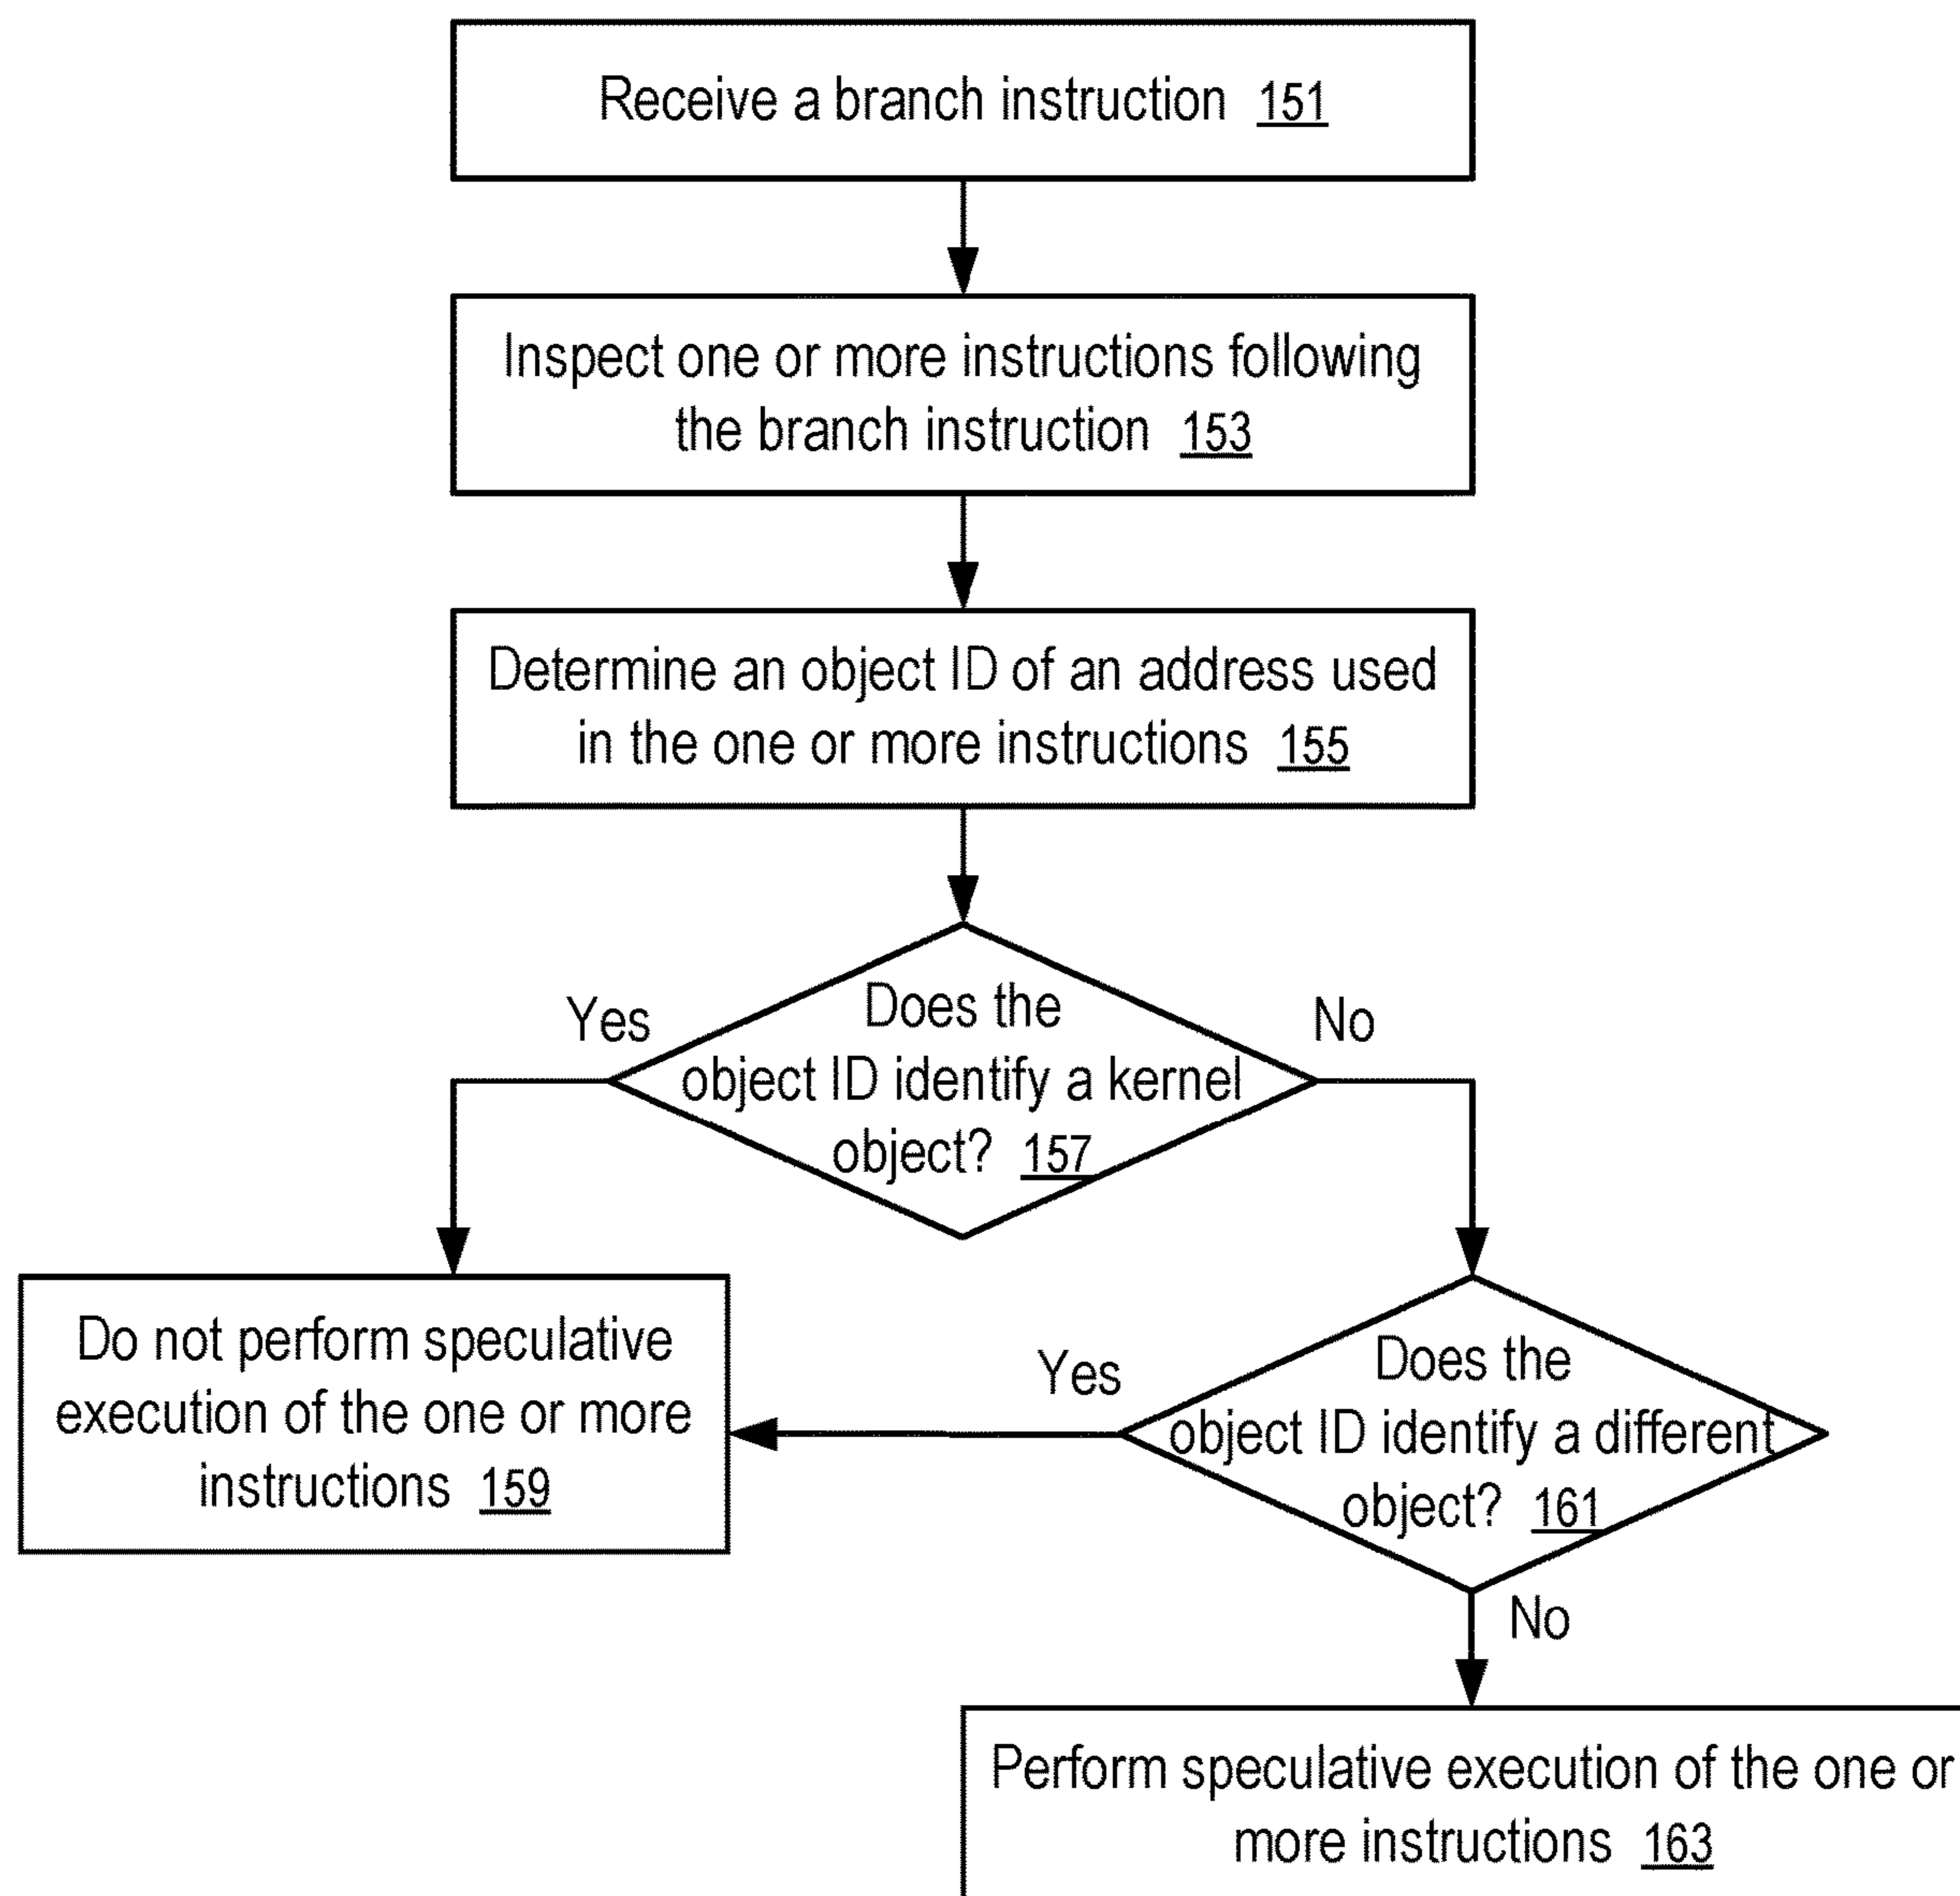 Receive a branch instruction 151
Inspect one or more instructions following
the branch instruction 153
Determine an object ID of an address used
in the one or more instructions 155
Does the
object ID identify a kernel
object? 157
Yes
No
Do not perform speculative
execution of the one or more
instructions 159
Does the
object ID identify a different
object? 161
Yes
No
Perform speculative execution of the one or
more instructions 163